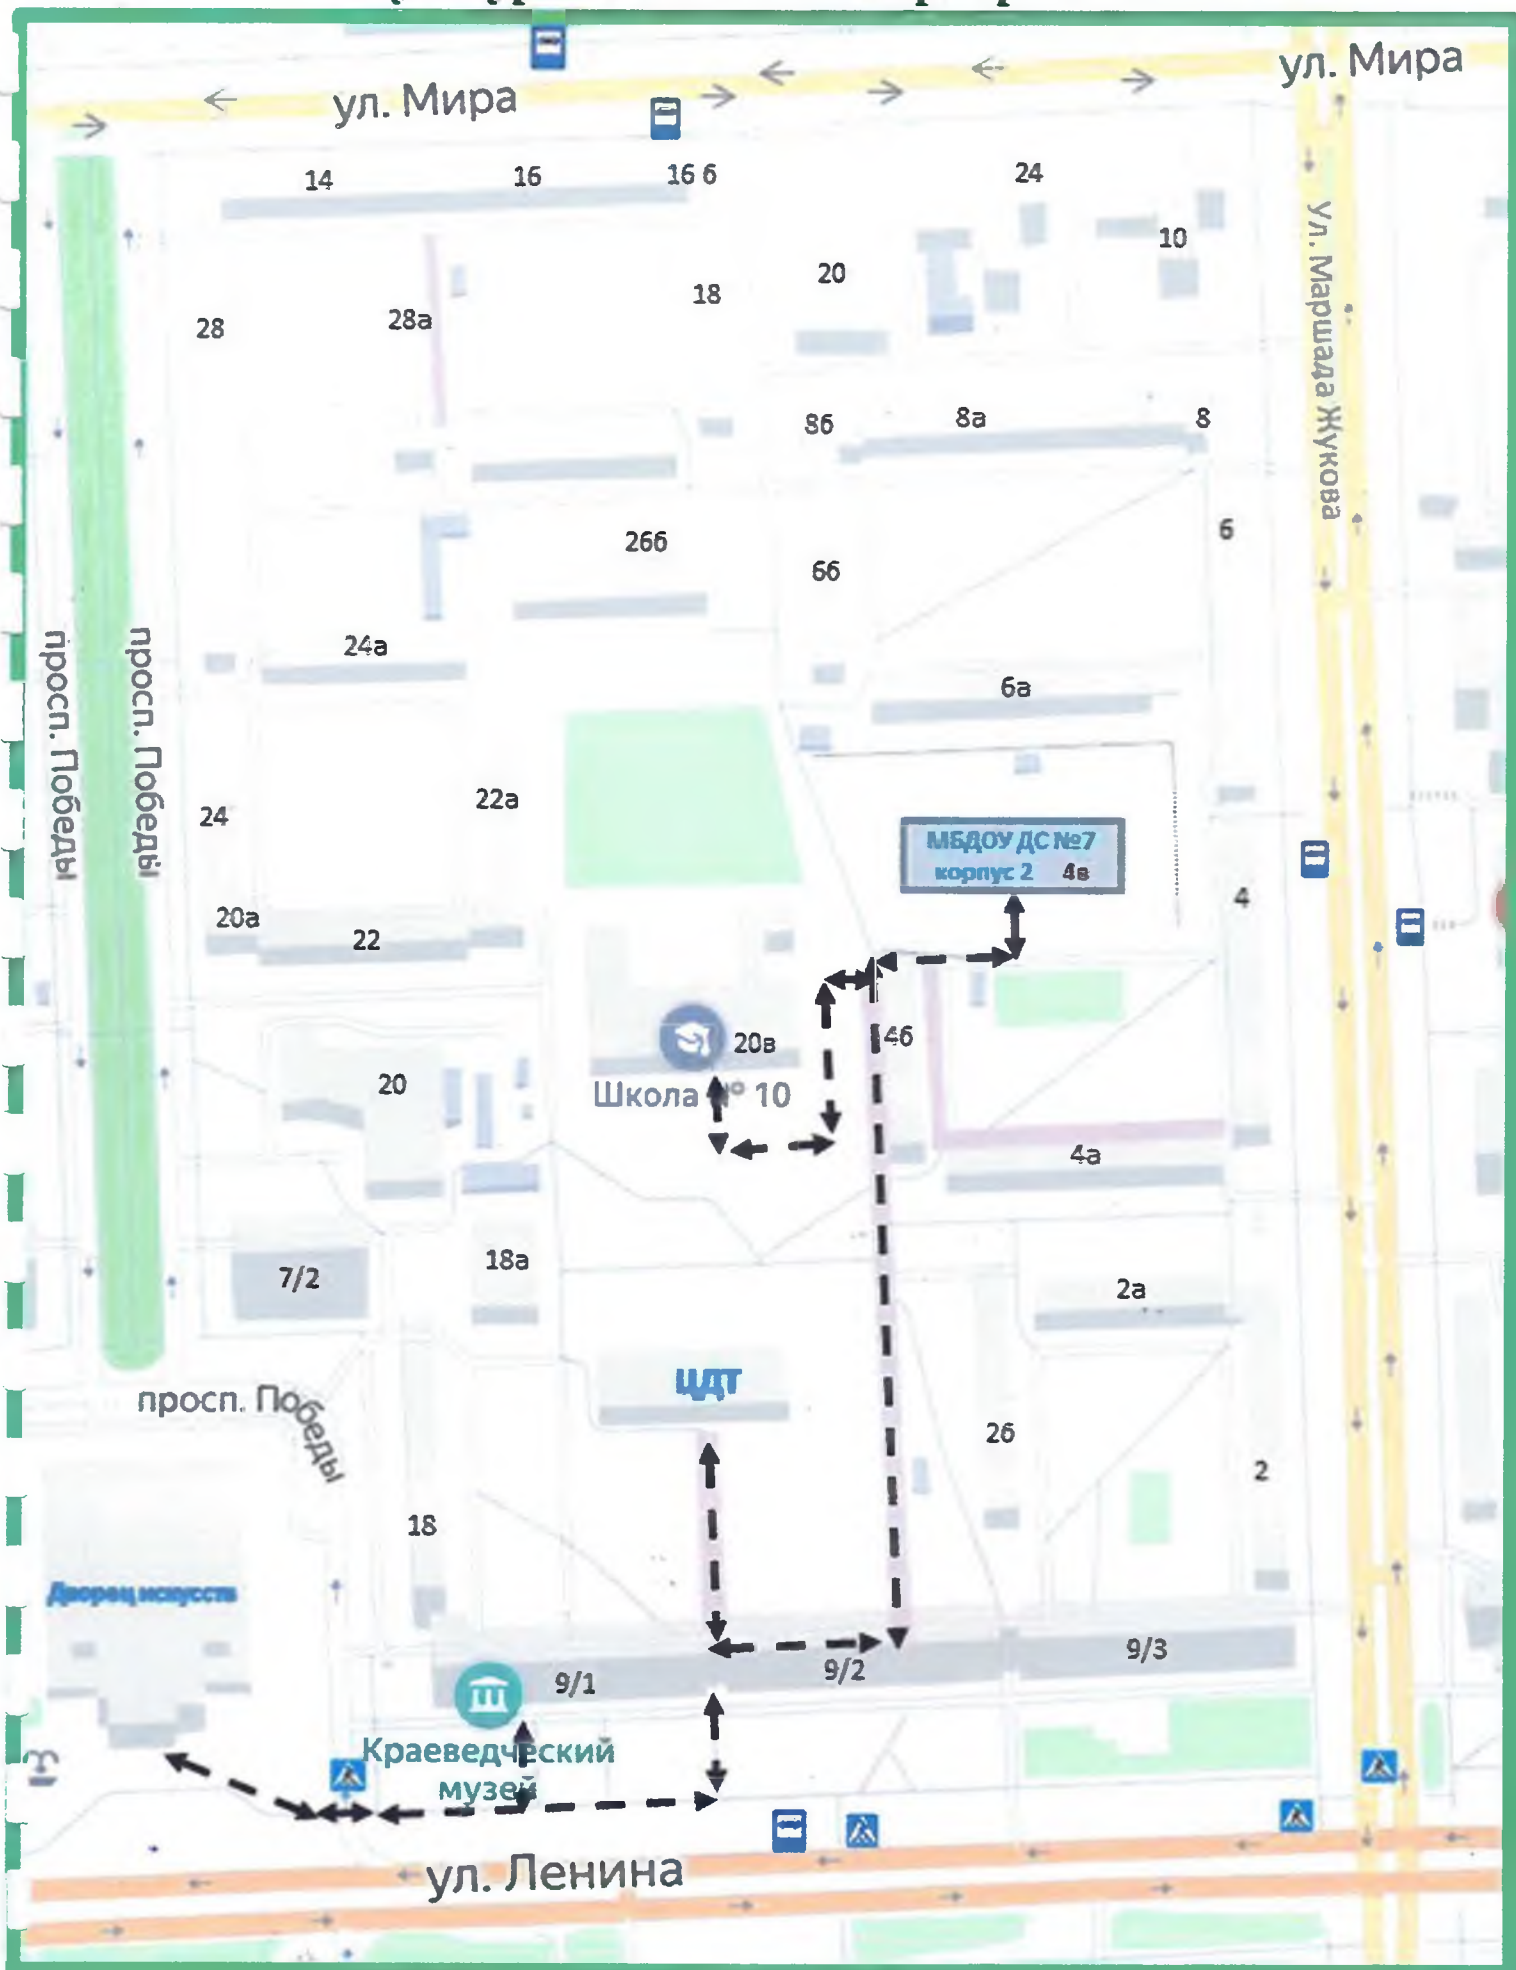 ул. Мира
ул. Мира
14
16
16 б
24
10
20
18
28
28а
8б
8а
8
ул. Маршада Жукова
26б
6б
6
24а
6а
просп. Победы
просп. Победы
24
22а
МБДОУ ДС №7
корпус 2 4в
4
20а
22
20в
4б
Школа № 10
20
4а
18а
7/2
2а
ЦДТ
просп. Победы
2б
2
18
Дворец искусств
9/1
9/2
9/3
Краеведческий
музей
ул. Ленина